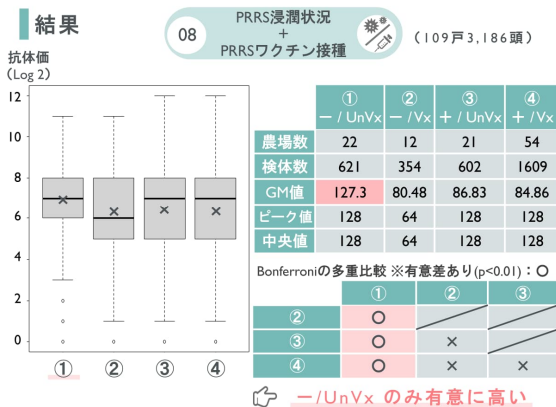 結果
08
PRRS浸潤状況
+
PRRSワクチン接種
(109戸3,186頭)
抗体価
(Log 2)
12
10
8
6
4
2
0
① ② ③ ④
① ② ③ ④
－/UnVx －/Vx ＋/UnVx ＋/Vx
農場数 22 12 21 54
検体数 621 354 602 1609
GM値 127.3 80.48 86.83 84.86
ピーク値 128 64 128 128
中央値 128 64 128 128
Bonferroniの多重比較 ※有意差あり(p<0.01)：○
① ② ③
② ○
③ ○ ×
④ ○ × ×
－/UnVx のみ有意に高い